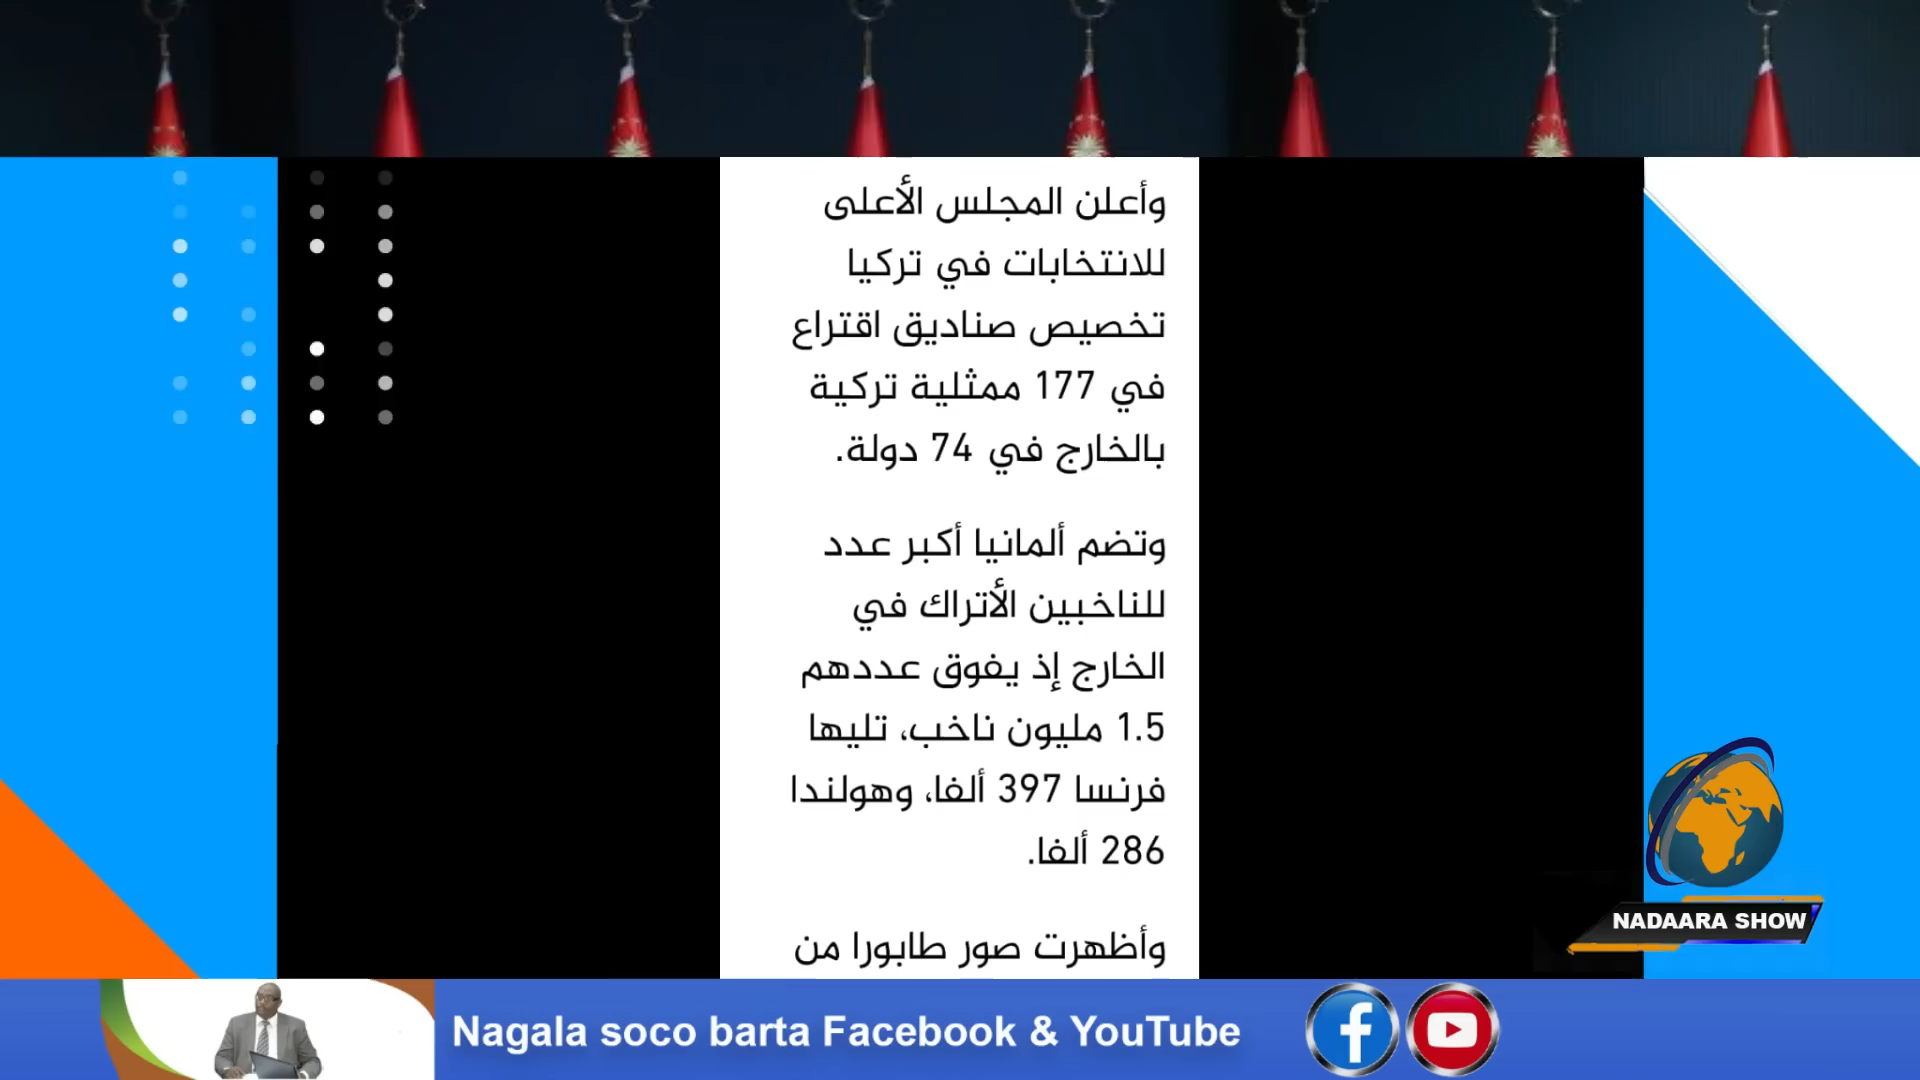 وأعلن المجلس الأعلى
للانتخابات في تركيا
تخصيص صناديق اقتراع
في 177 ممثلية تركية
بالخارج في 74 دولة.
وتضم ألمانيا أكبر عدد
للناخبين الأتراك في
الخارج إذ يفوق عددهم
1.5 مليون ناخب، تليها
فرنسا 397 ألفا، وهولندا
286 ألفا.
وأظهرت صور طابورا من
NADAARA SHOW
Nagala soco barta Facebook & YouTube